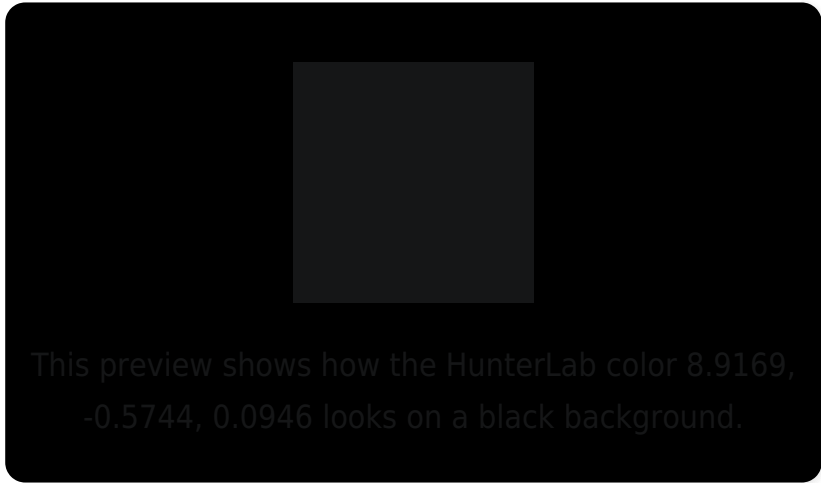 This preview shows how the HunterLab color 8.9169,
-0.5744, 0.0946 looks on a black background.